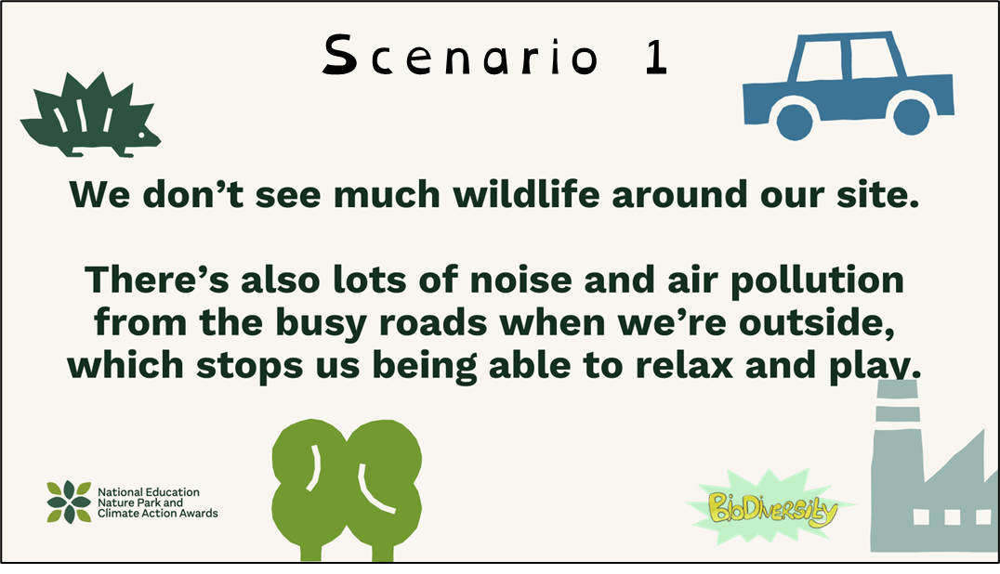 Scenario 1
We don’t see much wildlife around our site.
There’s also lots of noise and air pollution
from the busy roads when we’re outside,
which stops us being able to relax and play.
National Education
Nature Park and
Climate Action Awards
BioDiversity